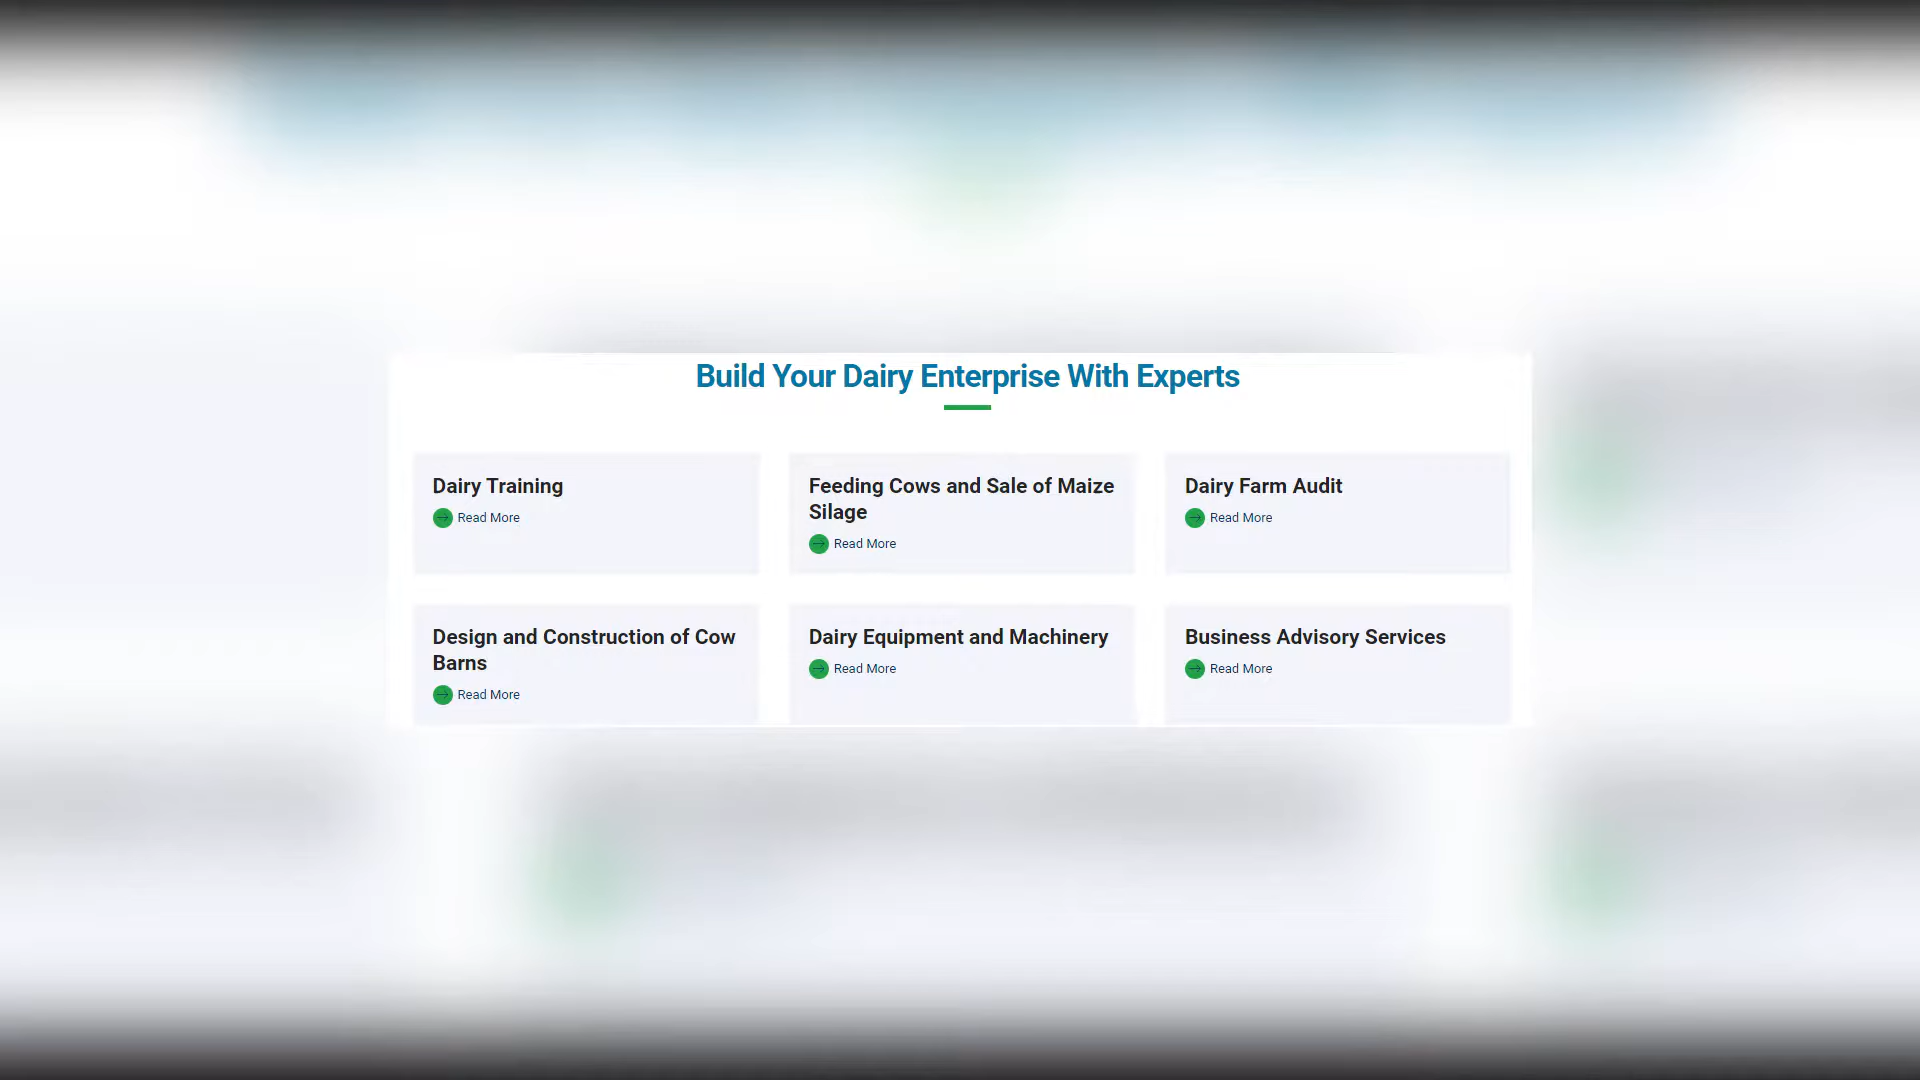 Build Your Dairy Enterprise With Experts
Dairy Training
Read More
Feeding Cows and Sale of Maize
Silage
Read More
Dairy Farm Audit
Read More
Design and Construction of Cow
Barns
Read More
Dairy Equipment and Machinery
Read More
Business Advisory Services
Read More